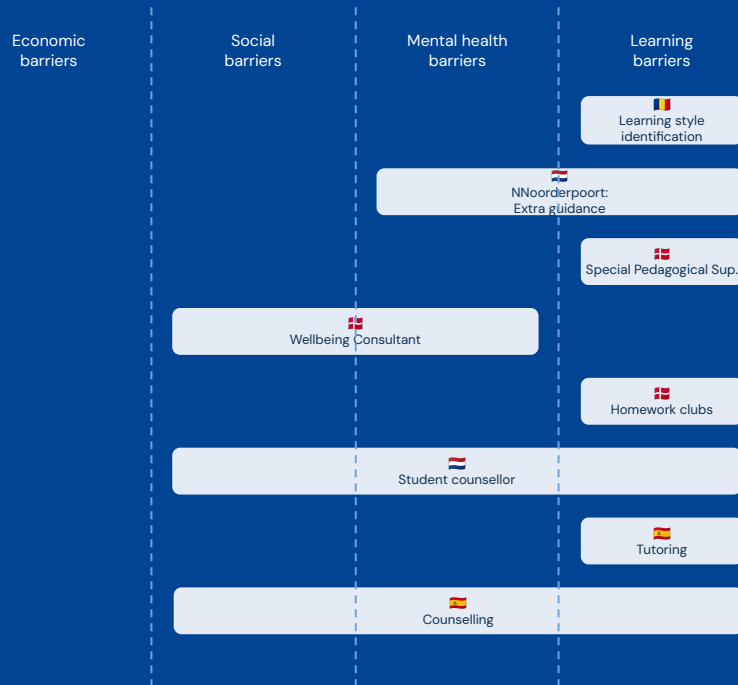 Economic
barriers
Social
barriers
Mental health
barriers
Learning
barriers
Learning style
identification
NNoorderpoort:
Extra guidance
Special Pedagogical Sup.
Wellbeing Consultant
Homework clubs
Student counsellor
Tutoring
Counselling